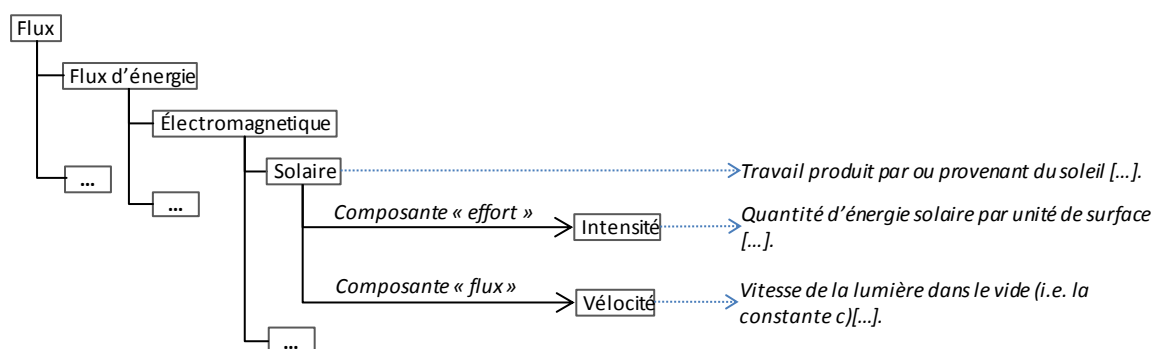 Flux
Flux d'énergie
Électromagnetique
Solaire
Travail produit par ou provenant du soleil [...].
...
Composante « effort »
Intensité
Quantité d'énergie solaire par unité de surface
[...].
...
Composante « flux »
Vélocité
Vitesse de la lumière dans le vide (i.e. la
constante c)[...].
...